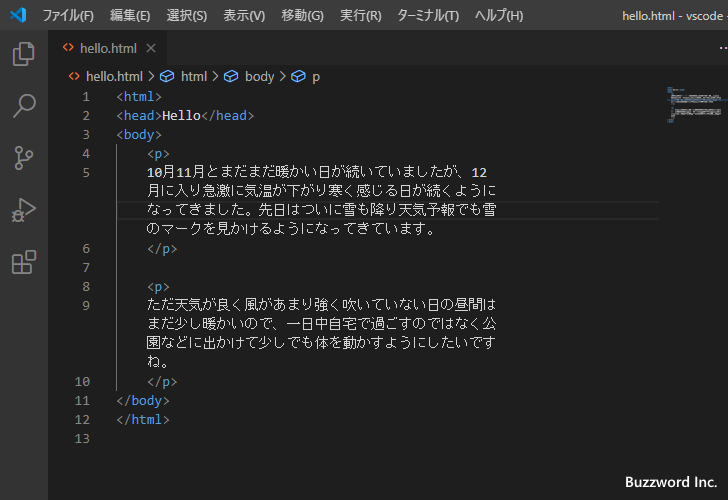 ファイル(F) 編集(E) 選択(S) 表示(V) 移動(G) 実行(R) ターミナル(T) ヘルプ(H) hello.html - vscode -
hello.html
hello.html > html > body > p
1 <html>
2 <head>Hello</head>
3 <body>
4 <p>
5 10月11月とまだまだ暖かい日が続いていましたが、12
月に入り急激に気温が下がり寒く感じる日が続くように
なってきました。先日はついに雪も降り天気予報でも雪
のマークを見かけるようになってきています。
6 </p>
7
8 <p>
9 ただ天気が良く風があまり強く吹いていない日の昼間は
まだ少し暖かいので、一日中自宅で過ごすのではなく公
園などに出かけて少しでも体を動かすようにしたいです
ね。
10 </p>
11 </body>
12 </html>
13
Buzzword Inc.